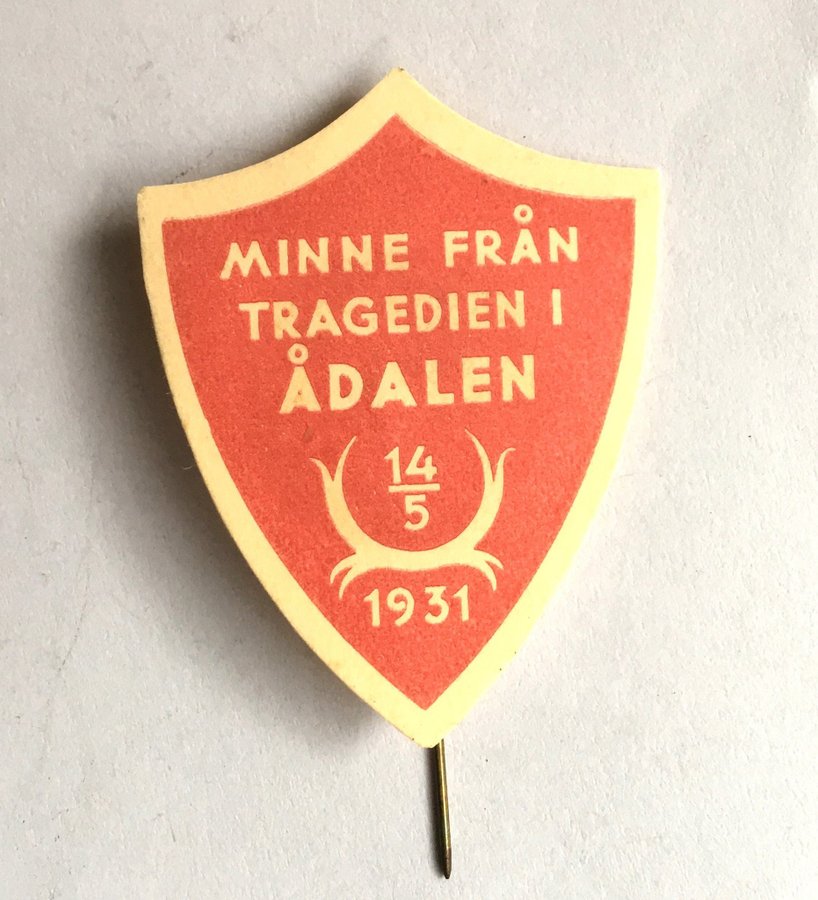 MINNE FRÅN
TRAGEDIEN I
ÅDALEN
14/5
1931